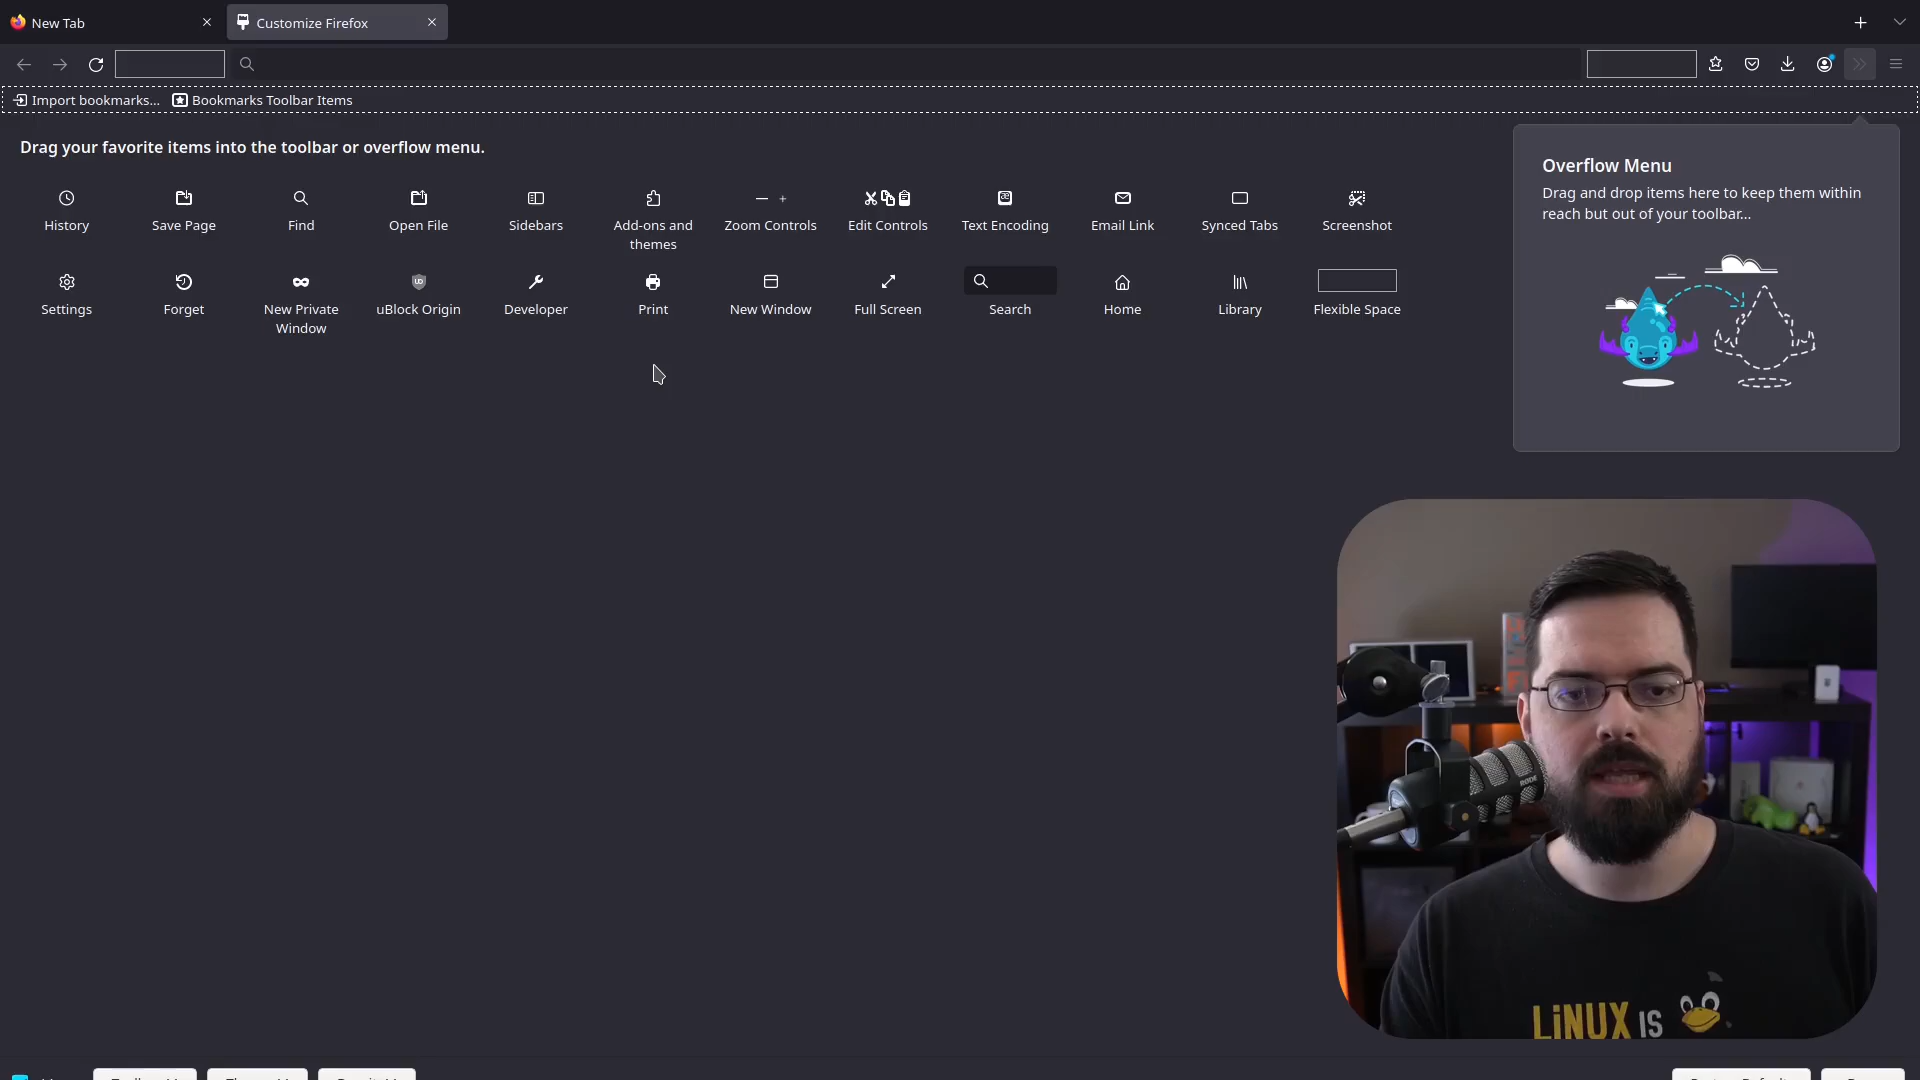 New Tab
Customize Firefox
Import bookmarks...
Bookmarks Toolbar Items
Drag your favorite items into the toolbar or overflow menu.
History
Save Page
Find
Open File
Sidebars
Add-ons and
themes
Zoom Controls
Edit Controls
Text Encoding
Email Link
Synced Tabs
Screenshot
Settings
Forget
New Private
Window
uBlock Origin
Developer
Print
New Window
Full Screen
Search
Home
Library
Flexible Space
Overflow Menu
Drag and drop items here to keep them within
reach but out of your toolbar...
RODE
LiNUX IS